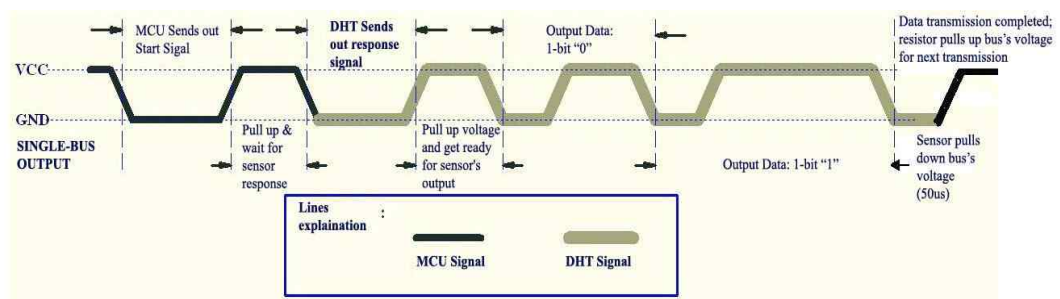 MCU Sends out
Start Sigal
DHT Sends
out response
signal
Output Data:
1-bit “0”
Data transmission completed;
resistor pulls up bus's voltage
for next transmission
VCC
GND
SINGLE-BUS
OUTPUT
Pull up &
wait for
sensor
response
Pull up voltage
and get ready
for sensor's
output
Output Data: 1-bit “1”
Sensor pulls
down bus's
voltage
(50us)
Lines
explaination :
MCU Signal
DHT Signal